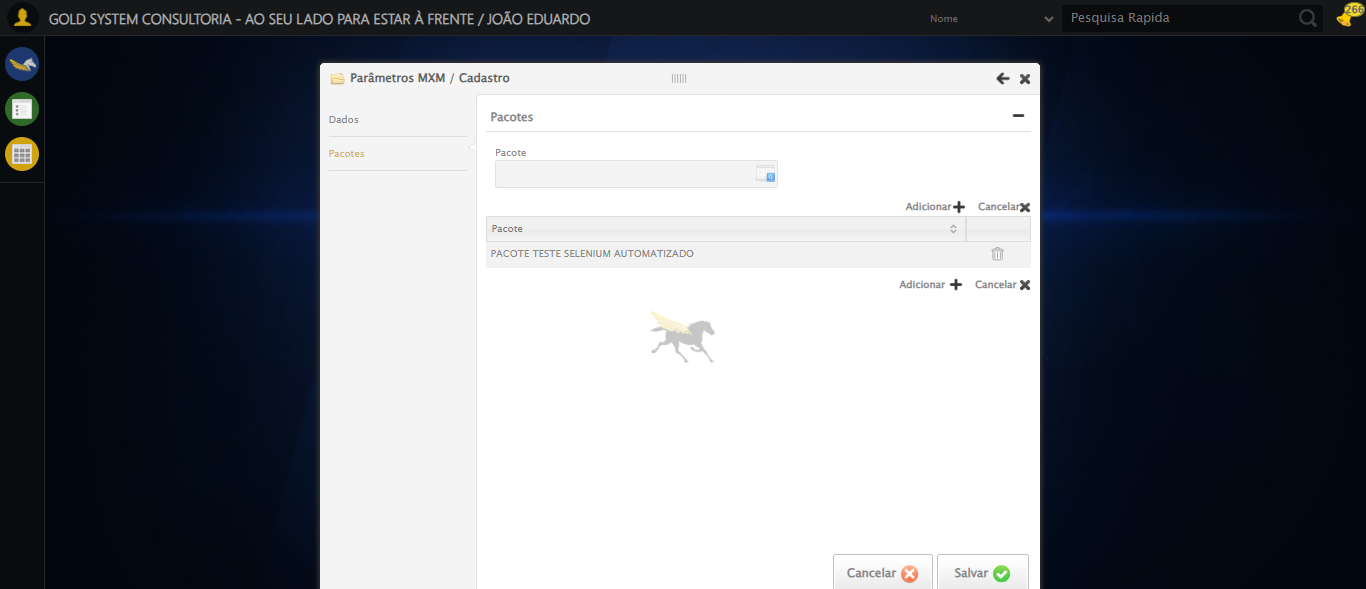 GOLD SYSTEM CONSULTORIA - AO SEU LADO PARA ESTAR À FRENTE / JOÃO EDUARDO
Nome
Pesquisa Rapida
266
Parâmetros MXM / Cadastro
Dados
Pacotes
Pacotes
Pacote
Adicionar Cancelar
Pacote
PACOTE TESTE SELENIUM AUTOMATIZADO
Adicionar Cancelar
Cancelar Salvar